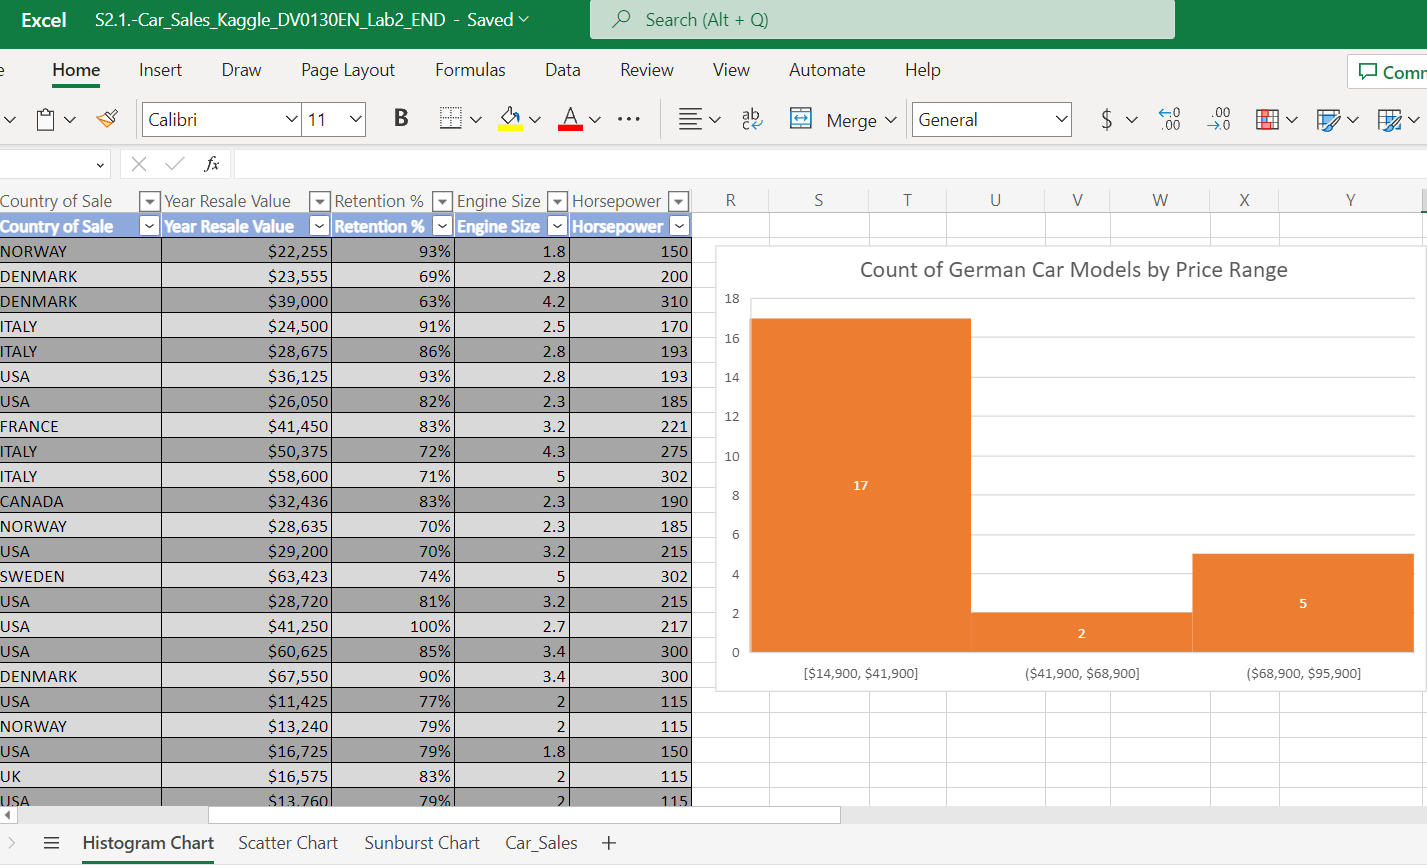 Excel S2.1.-Car_Sales_Kaggle_DV0130EN_Lab2_END - Saved Search (Alt + Q)
e Home Insert Draw Page Layout Formulas Data Review View Automate Help Comm
Calibri 11 B A ... ab Merge General $ .00 .00
fx
Country of Sale Year Resale Value Retention % Engine Size Horsepower R S T U V W X Y
Country of Sale Year Resale Value Retention % Engine Size Horsepower
NORWAY $22,255 93% 1.8 150
DENMARK $23,555 69% 2.8 200
DENMARK $39,000 63% 4.2 310
ITALY $24,500 91% 2.5 170
ITALY $28,675 86% 2.8 193
USA $36,125 93% 2.8 193
USA $26,050 82% 2.3 185
FRANCE $41,450 83% 3.2 221
ITALY $50,375 72% 4.3 275
ITALY $58,600 71% 5 302
CANADA $32,436 83% 2.3 190
NORWAY $28,635 70% 2.3 185
USA $29,200 70% 3.2 215
SWEDEN $63,423 74% 5 302
USA $28,720 81% 3.2 215
USA $41,250 100% 2.7 217
USA $60,625 85% 3.4 300
DENMARK $67,550 90% 3.4 300
USA $11,425 77% 2 115
NORWAY $13,240 79% 2 115
USA $16,725 79% 1.8 150
UK $16,575 83% 2 115
USA $13,760 79% 2 115
Count of German Car Models by Price Range
18
16
14
12
10
8
6
4
2
0
17
2
5
[$14,900, $41,900] ($41,900, $68,900] ($68,900, $95,900]
Histogram Chart Scatter Chart Sunburst Chart Car_Sales +